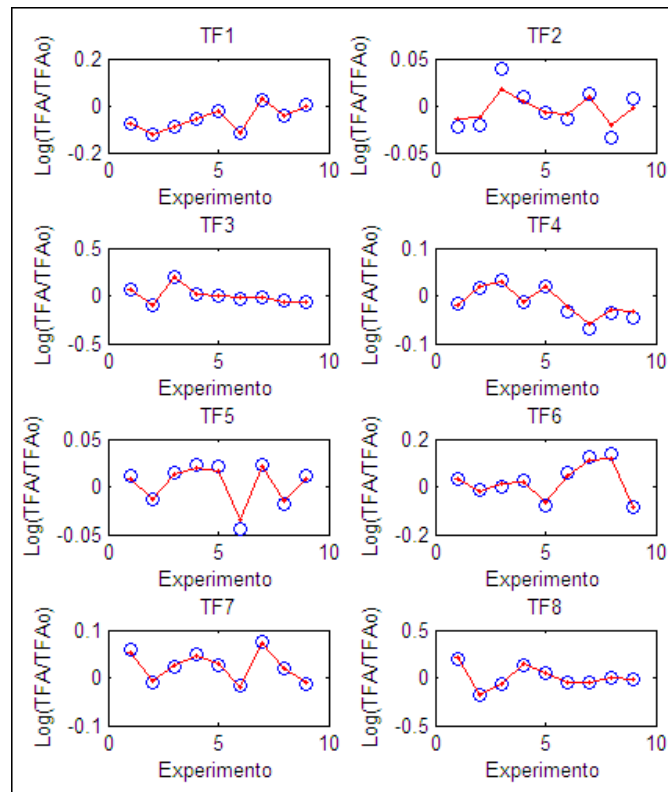 TF1
TF2
Log(TFA/TFAo)
0.2
0
-0.2
0
5
10
Experimento
Log(TFA/TFAo)
0.05
0
-0.05
0
5
10
Experimento
TF3
TF4
Log(TFA/TFAo)
0.5
0
-0.5
0
5
10
Experimento
Log(TFA/TFAo)
0.1
0
-0.1
0
5
10
Experimento
TF5
TF6
Log(TFA/TFAo)
0.05
0
-0.05
0
5
10
Experimento
Log(TFA/TFAo)
0.2
0
-0.2
0
5
10
Experimento
TF7
TF8
Log(TFA/TFAo)
0.1
0
-0.1
0
5
10
Experimento
Log(TFA/TFAo)
0.5
0
-0.5
0
5
10
Experimento